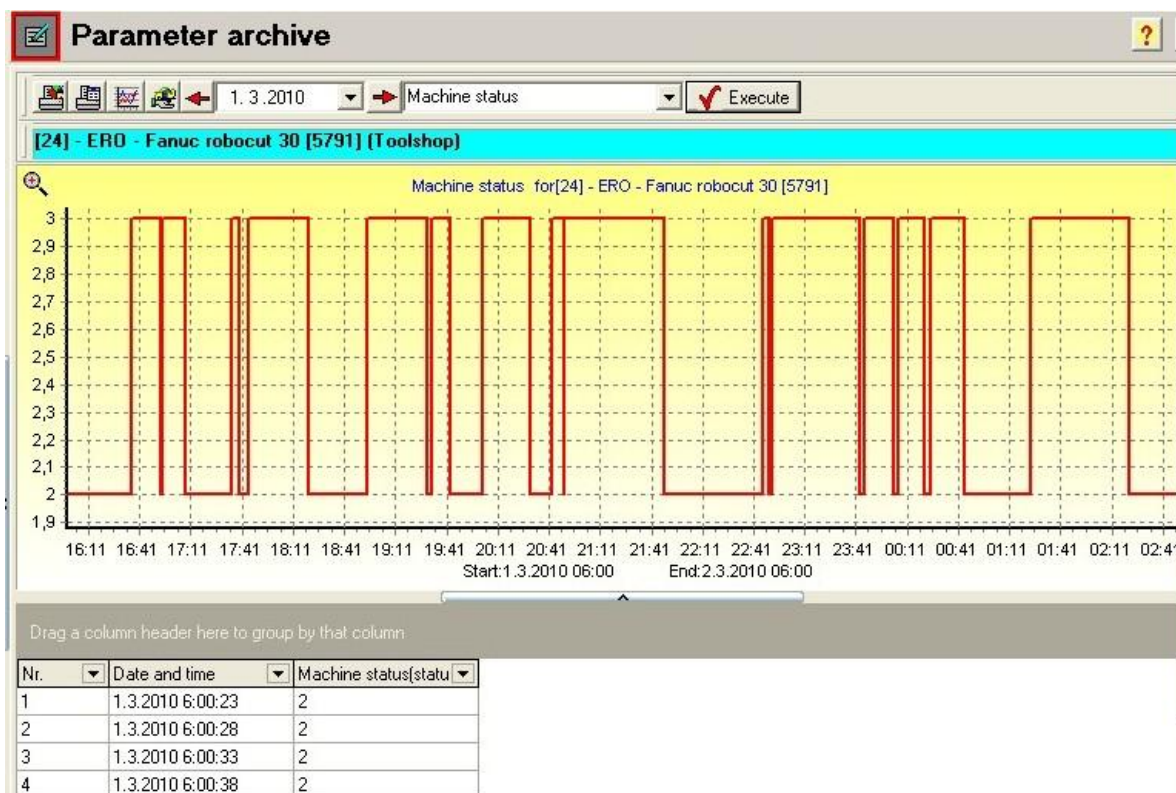 Parameter archive
?
1. 3 .2010 Machine status Execute
[24] - ERO - Fanuc robocut 30 [5791] (Toolshop)
Machine status for[24] - ERO - Fanuc robocut 30 [5791]
3
2,9
2,8
2,7
2,6
2,5
2,4
2,3
2,2
2,1
2
1,9
16:11 16:41 17:11 17:41 18:11 18:41 19:11 19:41 20:11 20:41 21:11 21:41 22:11 22:41 23:11 23:41 00:11 00:41 01:11 01:41 02:11 02:4
Start:1.3.2010 06:00 End:2.3.2010 06:00
Drag a column header here to group by that column
Nr. Date and time Machine status(statu
1 1.3.2010 6:00:23 2
2 1.3.2010 6:00:28 2
3 1.3.2010 6:00:33 2
4 1.3.2010 6:00:38 2